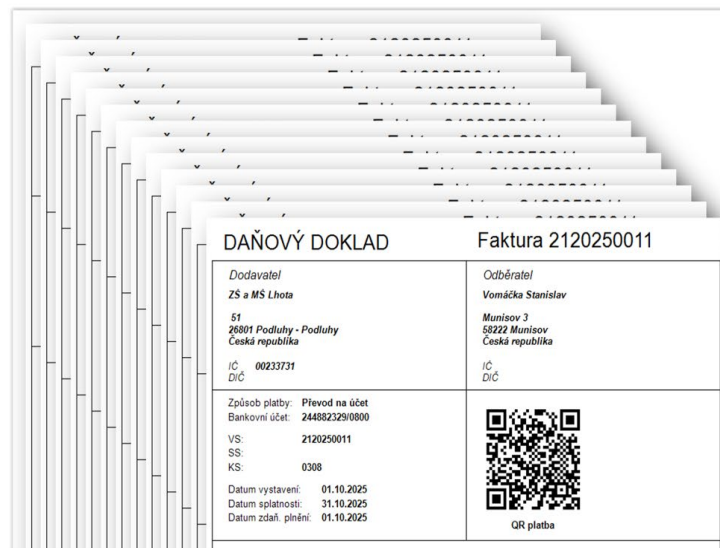 DAŇOVÝ DOKLAD
Faktura 2120250011
Dodavatel
ZŠ a MŠ Lhota
51
26801 Podluhy - Podluhy
Česká republika
IČ 00233731
DIČ
Odběratel
Vomáčka Stanislav
Munisov 3
58222 Munisov
Česká republika
IČ
DIČ
Způsob platby: Převod na účet
Bankovní účet: 244882329/0800
VS: 2120250011
SS:
KS: 0308
Datum vystavení: 01.10.2025
Datum splatnosti: 31.10.2025
Datum zdaň. plnění: 01.10.2025
QR platba